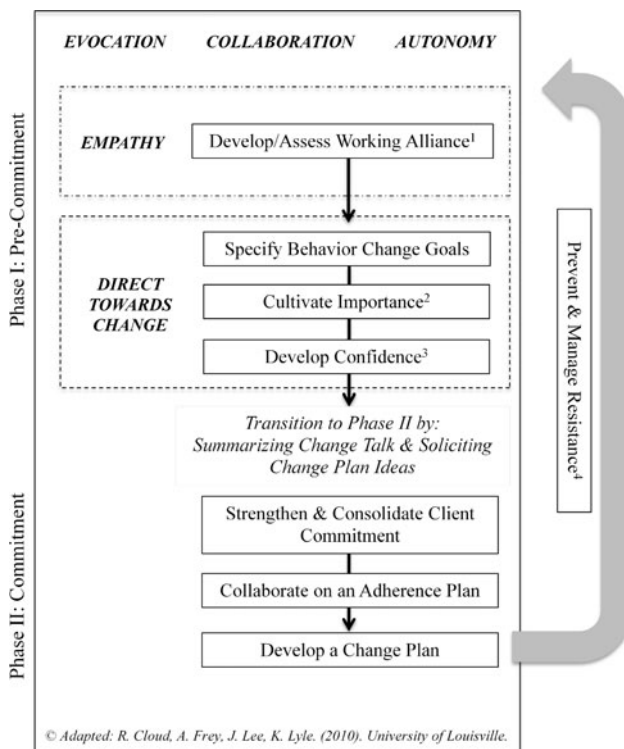 EVOCATION COLLABORATION AUTONOMY
Phase I: Pre-Commitment
EMPATHY
Develop/Assess Working Alliance¹
DIRECT
TOWARDS
CHANGE
Specify Behavior Change Goals
Cultivate Importance²
Develop Confidence³
Transition to Phase II by:
Summarizing Change Talk & Soliciting
Change Plan Ideas
Phase II: Commitment
Strengthen & Consolidate Client
Commitment
Collaborate on an Adherence Plan
Develop a Change Plan
Prevent & Manage Resistance⁴
© Adapted: R. Cloud, A. Frey, J. Lee, K. Lyle. (2010). University of Louisville.